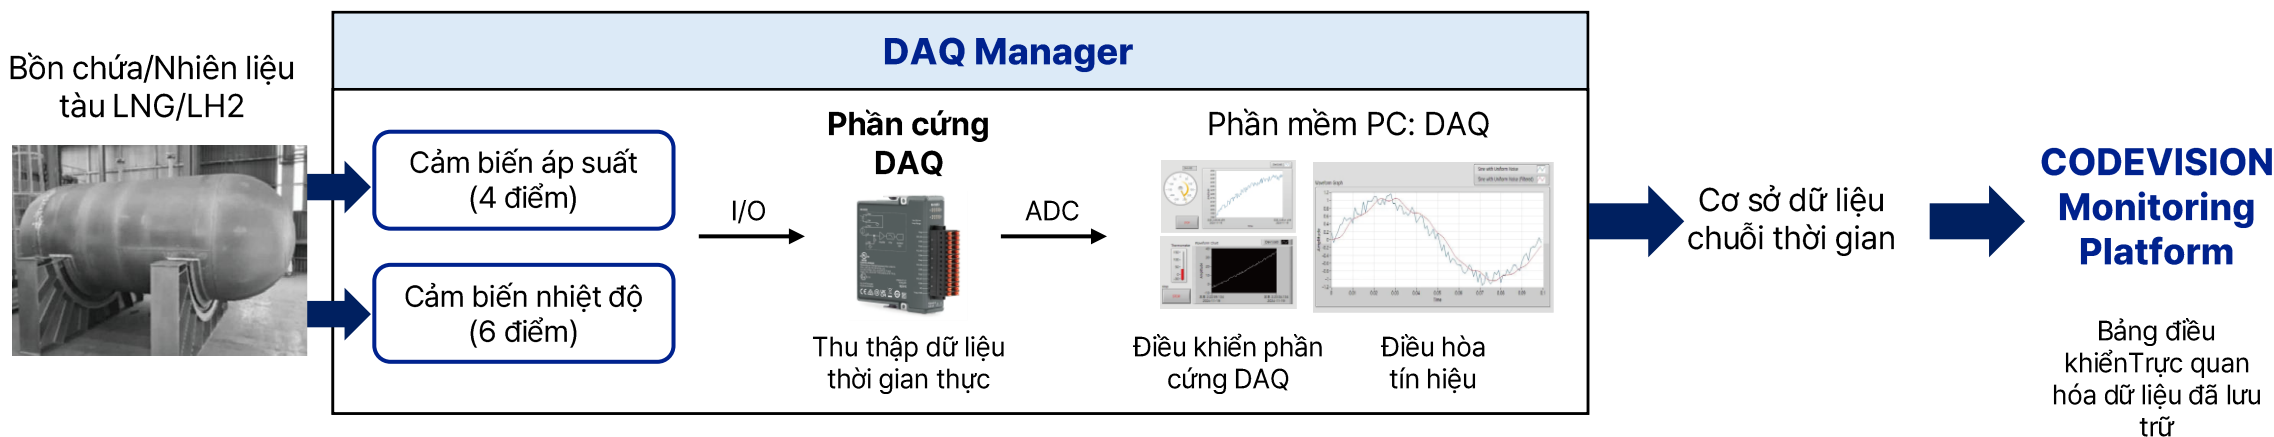 DAQ Manager
Bồn chứa/Nhiên liệu
tàu LNG/LH2
Cảm biến áp suất
(4 điểm)
Cảm biến nhiệt độ
(6 điểm)
I/O
Phần cứng
DAQ
Thu thập dữ liệu
thời gian thực
ADC
Phần mềm PC: DAQ
Điều khiển phần
cứng DAQ
Điều hòa
tín hiệu
Cơ sở dữ liệu
chuỗi thời gian
CODEVISION
Monitoring
Platform
Bảng điều
khiểnTrực quan
hóa dữ liệu đã lưu
trữ